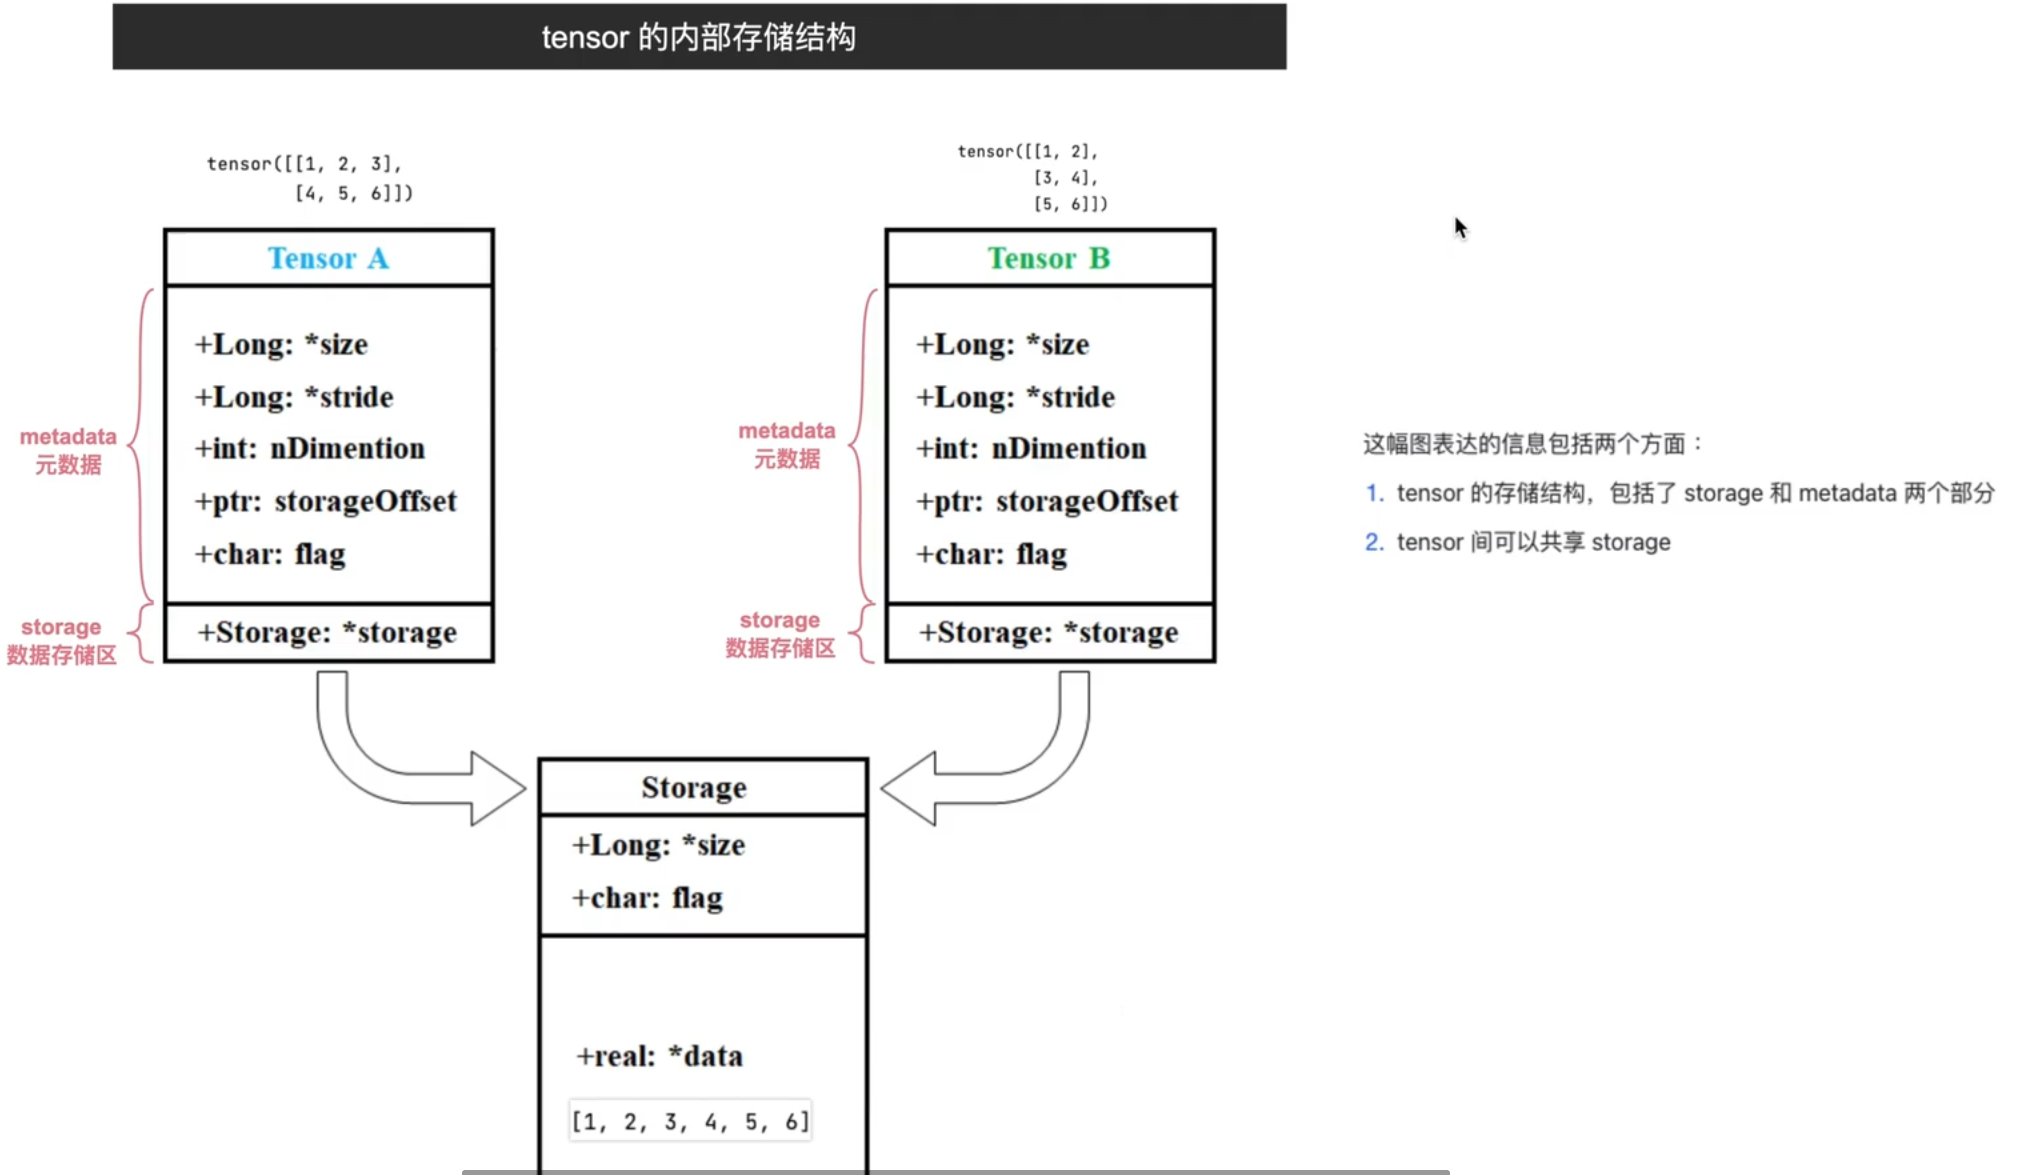 tensor 的内部存储结构
tensor([[1, 2, 3],
[4, 5, 6]])
Tensor A
+Long: *size
+Long: *stride
+int: nDimention
+ptr: storageOffset
+char: flag
+Storage: *storage
metadata
元数据
storage
数据存储区
tensor([[1, 2],
[3, 4],
[5, 6]])
Tensor B
+Long: *size
+Long: *stride
+int: nDimention
+ptr: storageOffset
+char: flag
+Storage: *storage
metadata
元数据
storage
数据存储区
Storage
+Long: *size
+char: flag
+real: *data
[1, 2, 3, 4, 5, 6]
这幅图表达的信息包括两个方面：
1. tensor 的存储结构，包括了 storage 和 metadata 两个部分
2. tensor 间可以共享 storage